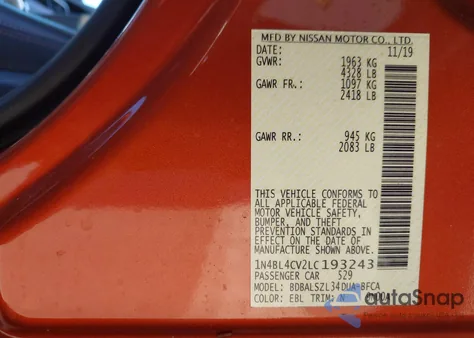 MFD BY NISSAN MOTOR CO., LTD.
DATE: 11/19
GVWR: 1963 KG
4328 LB
GAWR FR.: 1097 KG
2418 LB
GAWR RR.: 945 KG
2083 LB
THIS VEHICLE CONFORMS TO
ALL APPLICABLE FEDERAL
MOTOR VEHICLE SAFETY,
BUMPER, AND THEFT
PREVENTION STANDARDS IN
EFFECT ON THE DATE OF
MANUFACTURE SHOWN ABOVE.
1N4BL4CV2LC193243
PASSENGER CAR 529
MODEL: BDBALSZL34DUA-BFCA
COLOR: EBL TRIM:
autoSnap